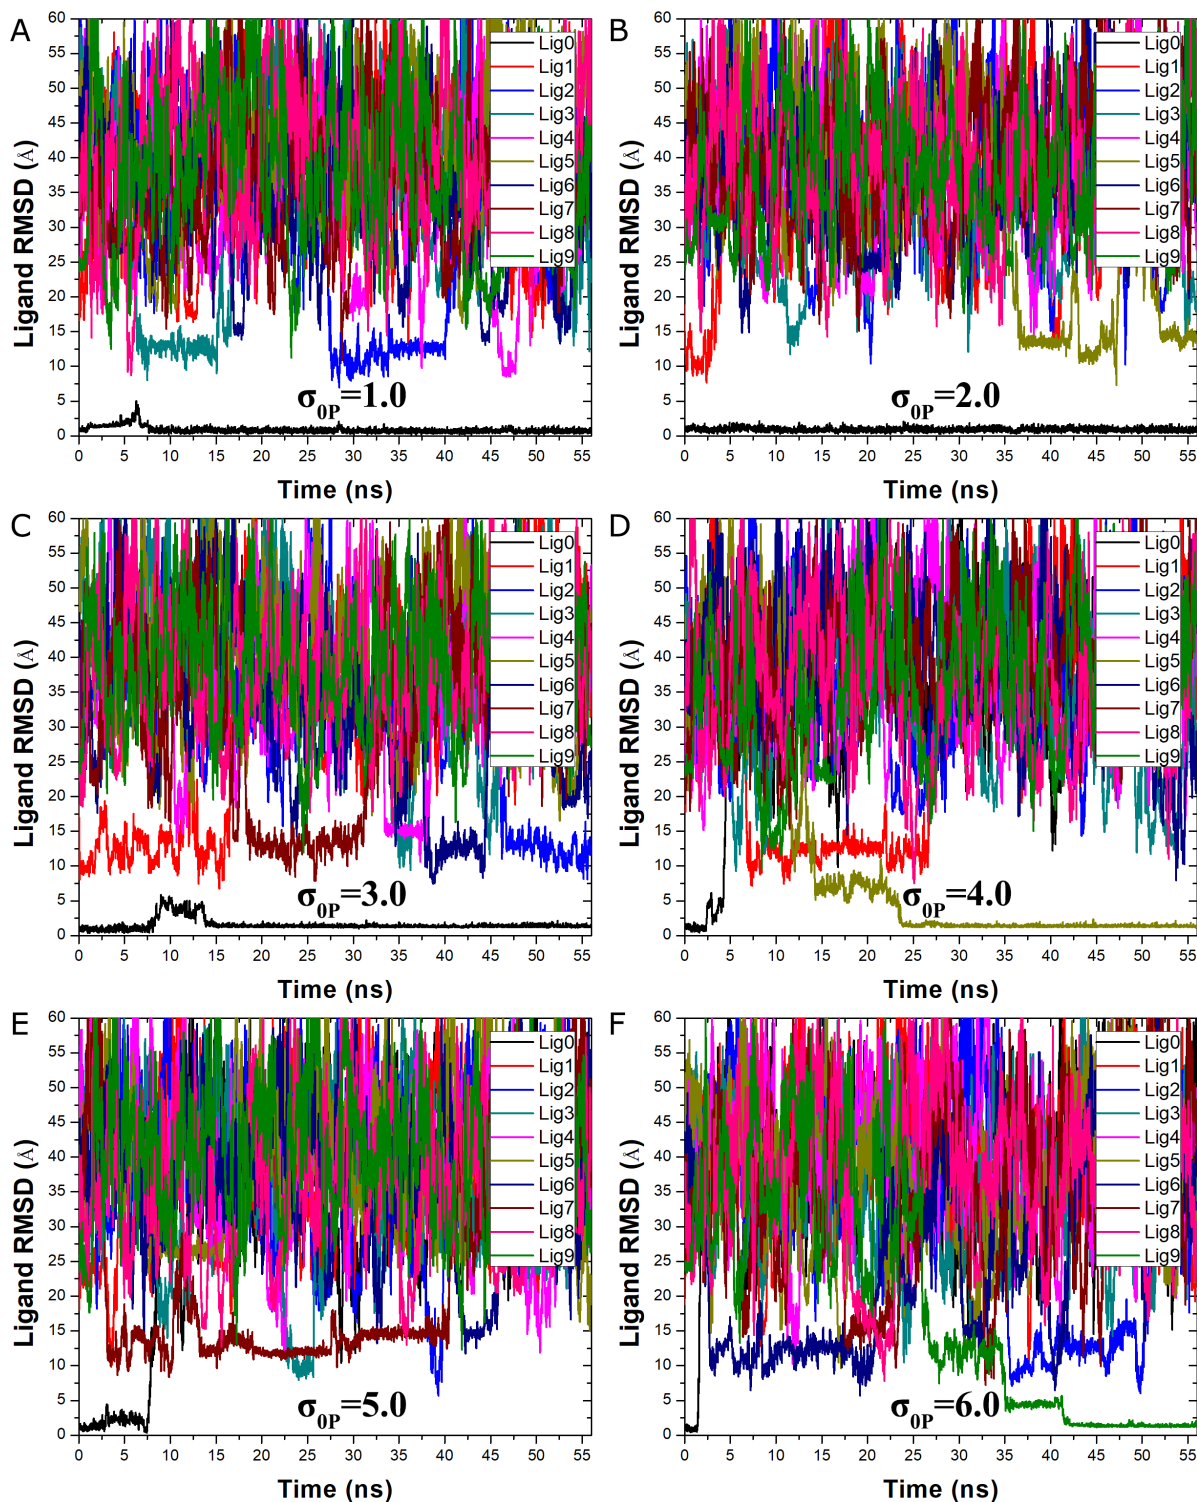 A
B
Ligand RMSD (Å)
60
55
50
45
40
35
30
25
20
15
10
5
0
Lig0
Lig1
Lig2
Lig3
Lig4
Lig5
Lig6
Lig7
Lig8
Lig9
σ0P=1.0
0 5 10 15 20 25 30 35 40 45 50 55
Time (ns)
Ligand RMSD (Å)
60
55
50
45
40
35
30
25
20
15
10
5
0
Lig0
Lig1
Lig2
Lig3
Lig4
Lig5
Lig6
Lig7
Lig8
Lig9
σ0P=2.0
0 5 10 15 20 25 30 35 40 45 50 55
Time (ns)
C
D
Ligand RMSD (Å)
60
55
50
45
40
35
30
25
20
15
10
5
0
Lig0
Lig1
Lig2
Lig3
Lig4
Lig5
Lig6
Lig7
Lig8
Lig9
σ0P=3.0
0 5 10 15 20 25 30 35 40 45 50 55
Time (ns)
Ligand RMSD (Å)
60
55
50
45
40
35
30
25
20
15
10
5
0
Lig0
Lig1
Lig2
Lig3
Lig4
Lig5
Lig6
Lig7
Lig8
Lig9
σ0P=4.0
0 5 10 15 20 25 30 35 40 45 50 55
Time (ns)
E
F
Ligand RMSD (Å)
60
55
50
45
40
35
30
25
20
15
10
5
0
Lig0
Lig1
Lig2
Lig3
Lig4
Lig5
Lig6
Lig7
Lig8
Lig9
σ0P=5.0
0 5 10 15 20 25 30 35 40 45 50 55
Time (ns)
Ligand RMSD (Å)
60
55
50
45
40
35
30
25
20
15
10
5
0
Lig0
Lig1
Lig2
Lig3
Lig4
Lig5
Lig6
Lig7
Lig8
Lig9
σ0P=6.0
0 5 10 15 20 25 30 35 40 45 50 55
Time (ns)